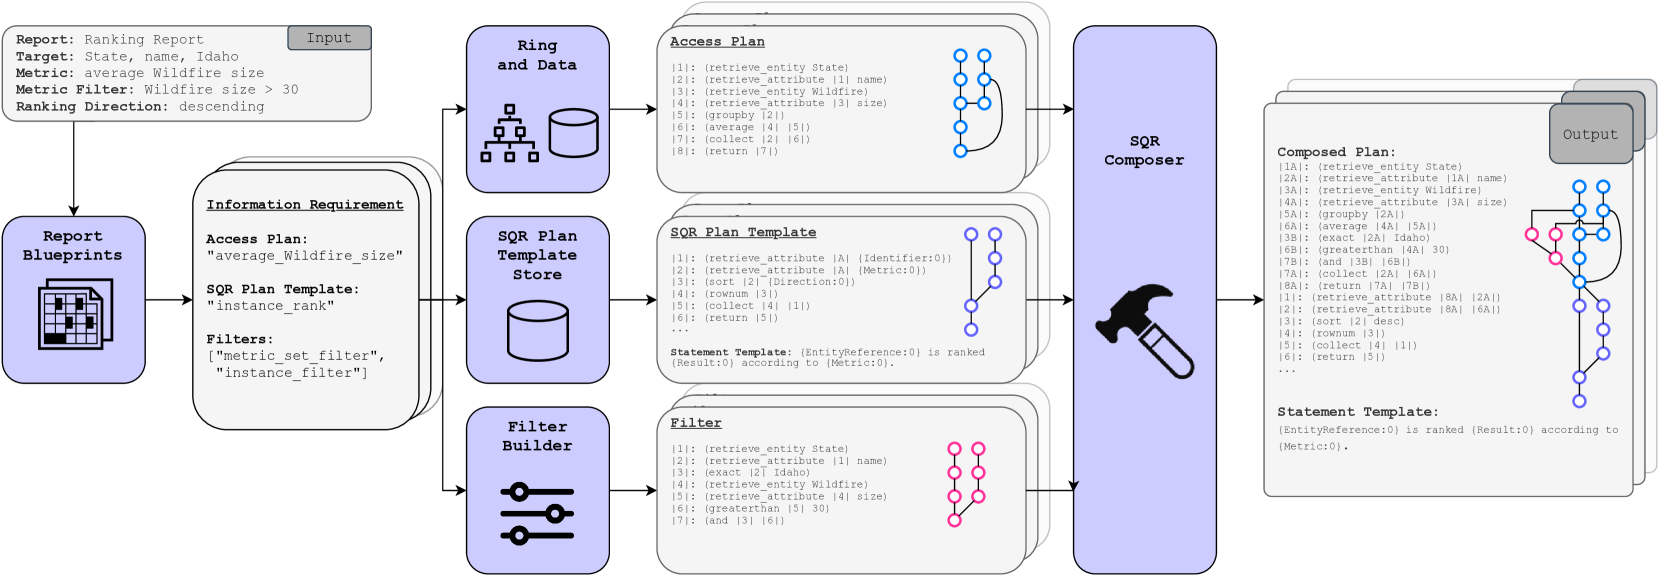 Input
Report: Ranking Report
Target: State, name, Idaho
Metric: average Wildfire size
Metric Filter: Wildfire size > 30
Ranking Direction: descending
Report
Blueprints
Information Requirement
Access Plan:
"average_Wildfire_size"
SQR Plan Template:
"instance_rank"
Filters:
["metric_set_filter",
"instance_filter"]
Ring
and Data
SQR Plan
Template
Store
Filter
Builder
Access Plan
|1|: (retrieve_entity State)
|2|: (retrieve_attribute |1| name)
|3|: (retrieve_entity Wildfire)
|4|: (retrieve_attribute |3| size)
|5|: (groupby |2|)
|6|: (average |4| |5|)
|7|: (collect |2| |6|)
|8|: (return |7|)
SQR Plan Template
|1|: (retrieve_attribute |A| {Identifier:0})
|2|: (retrieve_attribute |A| {Metric:0})
|3|: (sort |2| {Direction:0})
|4|: (rownum |3|)
|5|: (collect |4| |1|)
|6|: (return |5|)
...
Statement Template: {EntityReference:0} is ranked
{Result:0} according to {Metric:0}.
Filter
|1|: (retrieve_entity State)
|2|: (retrieve_attribute |1| name)
|3|: (exact |2| Idaho)
|4|: (retrieve_entity Wildfire)
|5|: (retrieve_attribute |4| size)
|6|: (greaterthan |5| 30)
|7|: (and |3| |6|)
SQR
Composer
Output
Composed Plan:
|1A|: (retrieve_entity State)
|2A|: (retrieve_attribute |1A| name)
|3A|: (retrieve_entity Wildfire)
|4A|: (retrieve_attribute |3A| size)
|5A|: (groupby |2A|)
|6A|: (average |4A| |5A|)
|3B|: (exact |2A| Idaho)
|6B|: (greaterthan |4A| 30)
|7B|: (and |3B| |6B|)
|7A|: (collect |2A| |6A|)
|8A|: (return |7A| |7B|)
|1|: (retrieve_attribute |8A| |2A|)
|2|: (retrieve_attribute |8A| |6A|)
|3|: (sort |2| desc)
|4|: (rownum |3|)
|5|: (collect |4| |1|)
|6|: (return |5|)
...
Statement Template:
{EntityReference:0} is ranked {Result:0} according to
{Metric:0}.